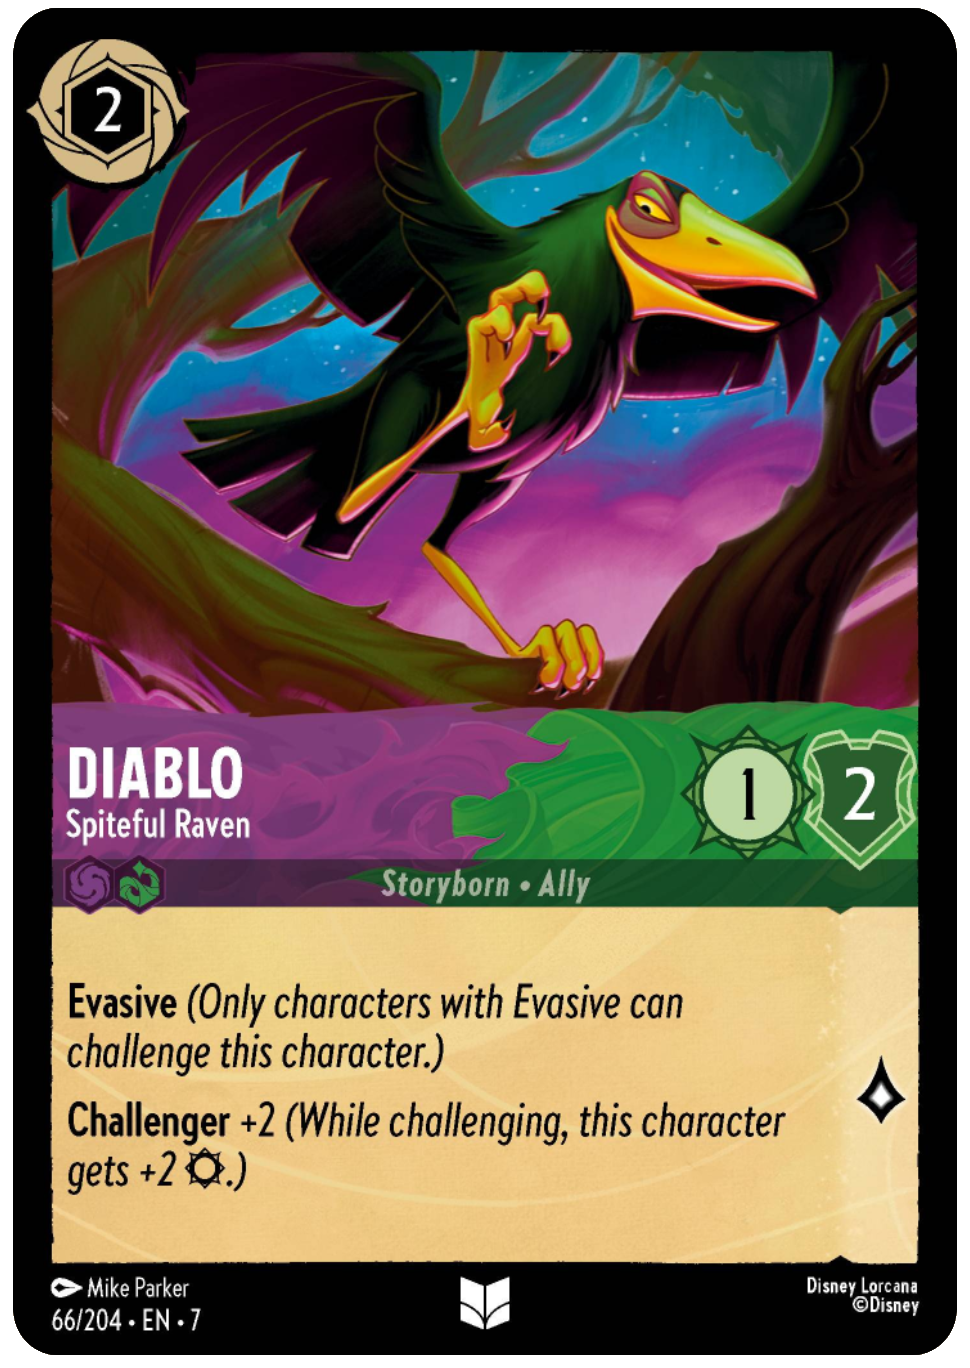 2
DIABLO
Spiteful Raven
1
2
Storyborn • Ally
Evasive (Only characters with Evasive can
challenge this character.)
Challenger +2 (While challenging, this character
gets +2 .)
Mike Parker
66/204 • EN • 7
Disney Lorcana
©Disney